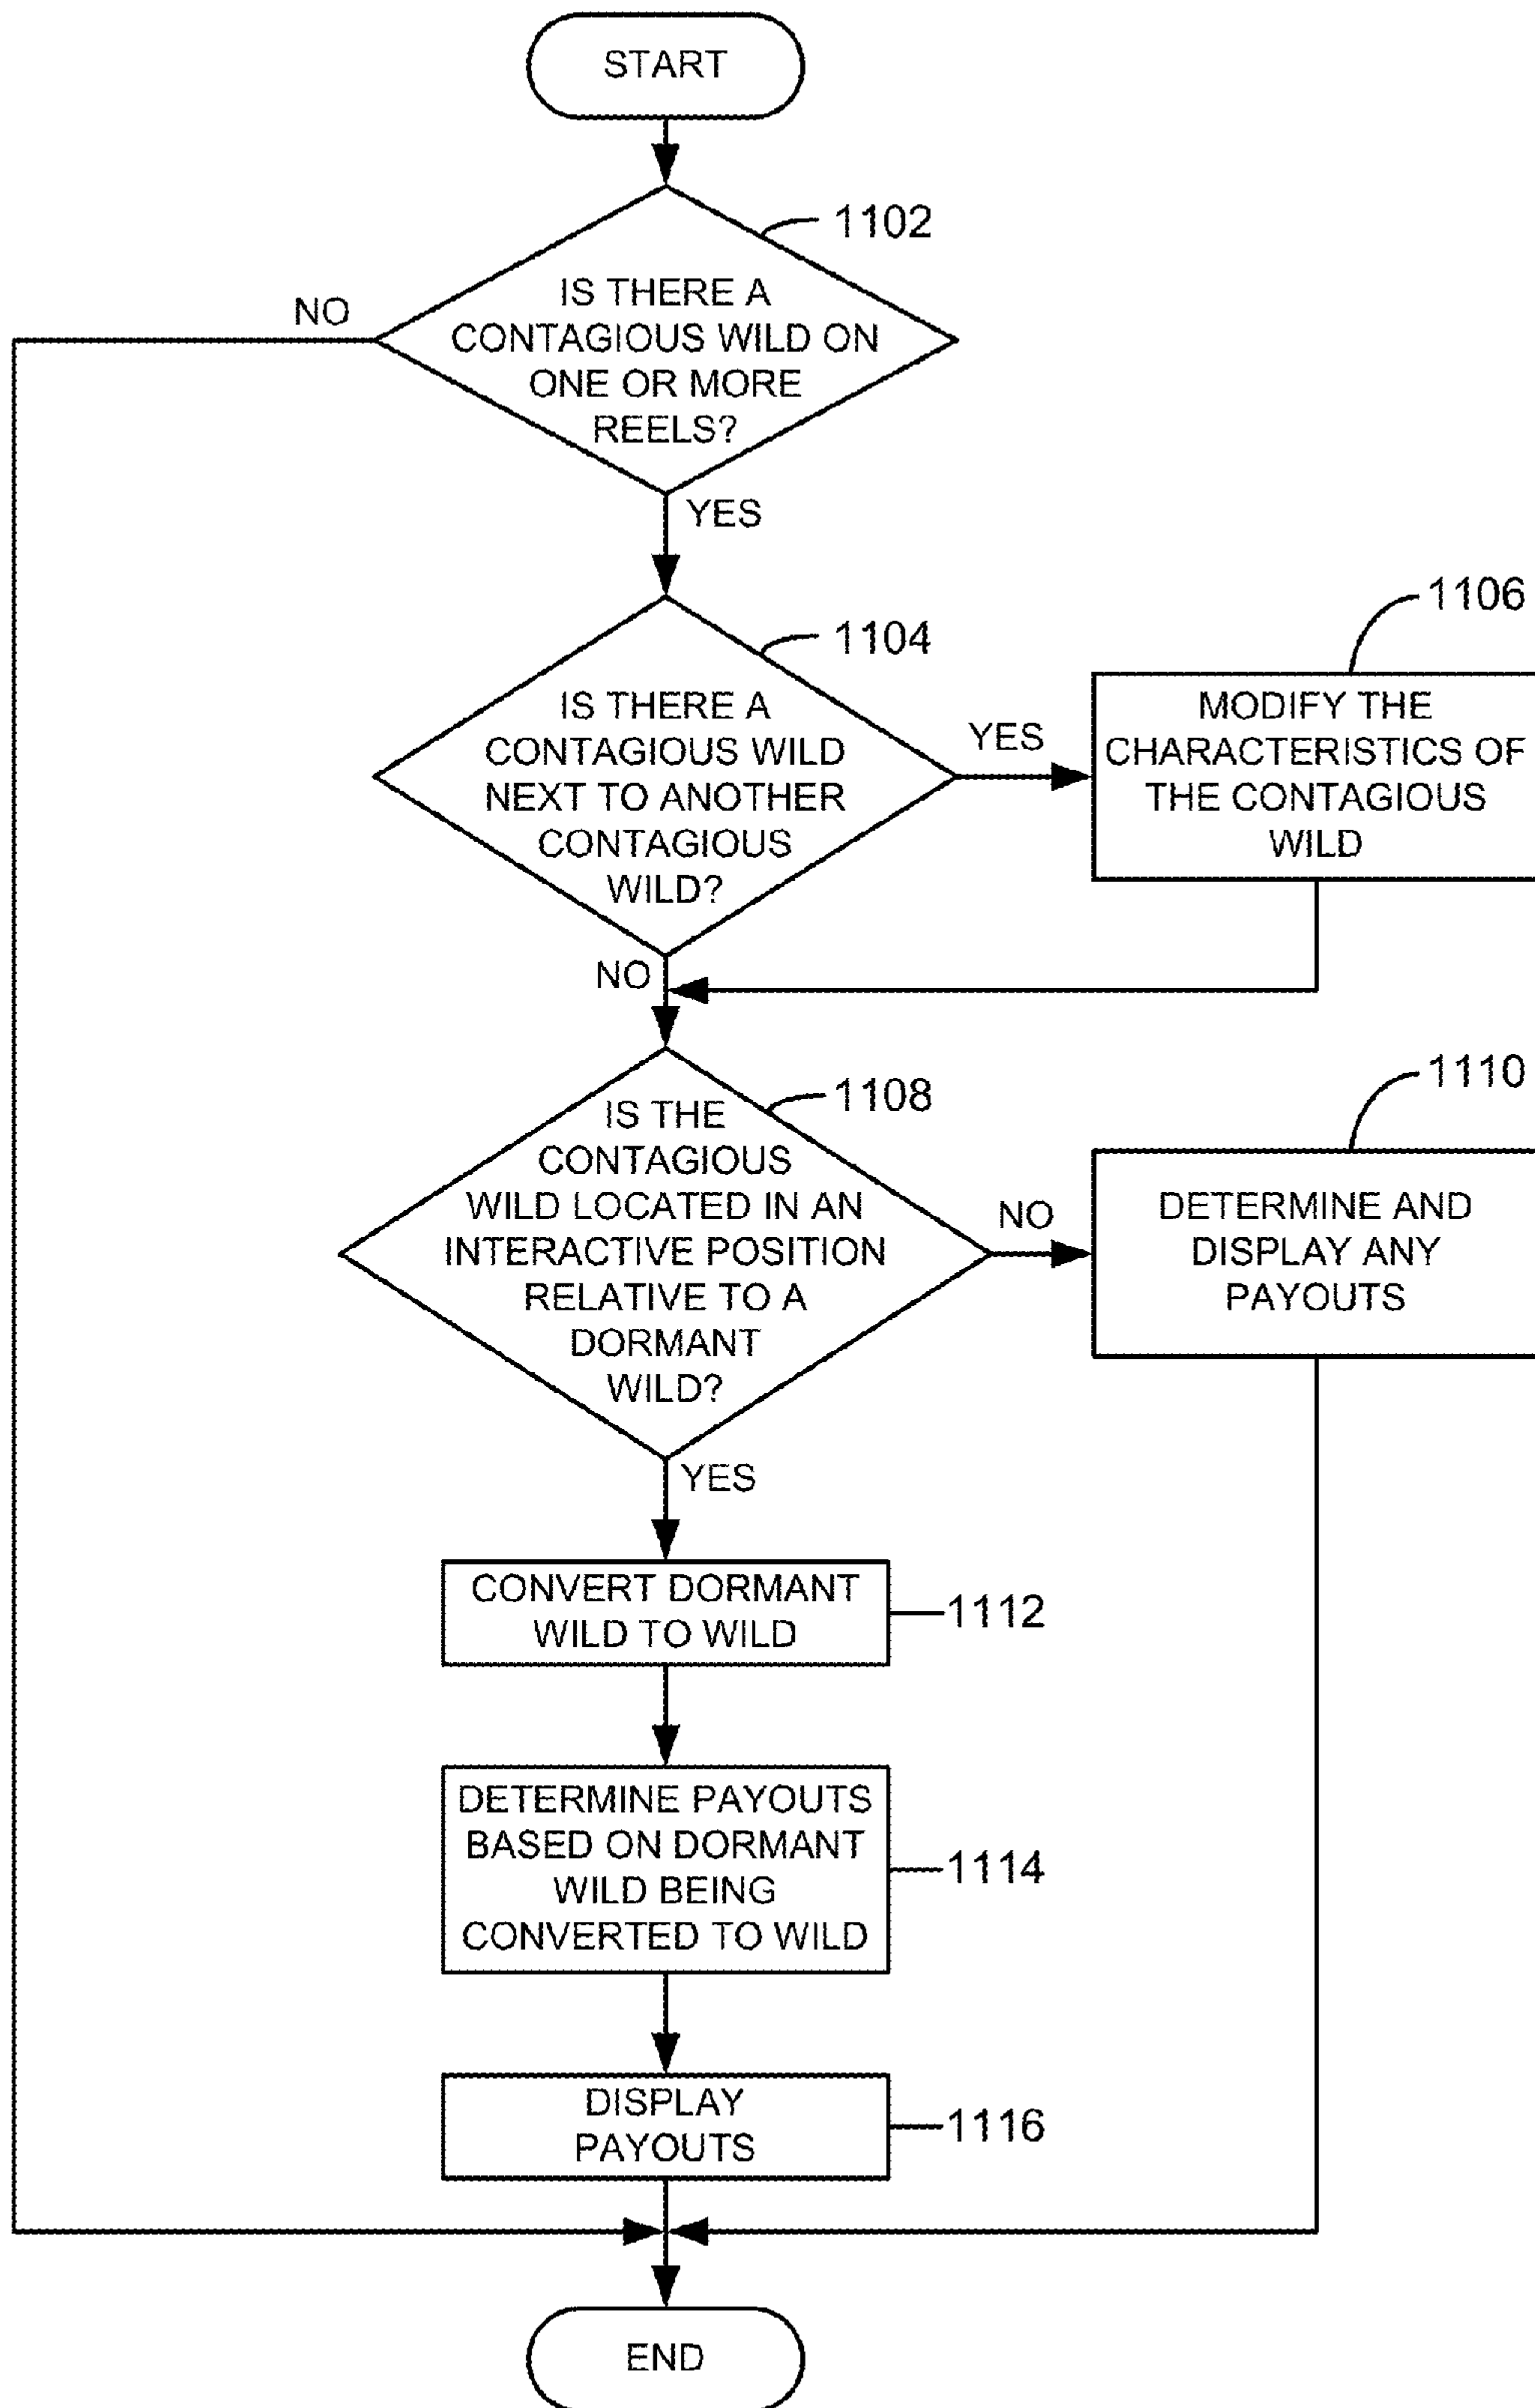 START
1102
IS THERE A
CONTAGIOUS WILD ON
ONE OR MORE
REELS?
NO
YES
1104
IS THERE A
CONTAGIOUS WILD
NEXT TO ANOTHER
CONTAGIOUS
WILD?
YES
1106
MODIFY THE
CHARACTERISTICS OF
THE CONTAGIOUS
WILD
NO
1108
IS THE
CONTAGIOUS
WILD LOCATED IN AN
INTERACTIVE POSITION
RELATIVE TO A
DORMANT
WILD?
NO
1110
DETERMINE AND
DISPLAY ANY
PAYOUTS
YES
CONVERT DORMANT
WILD TO WILD
1112
DETERMINE PAYOUTS
BASED ON DORMANT
WILD BEING
CONVERTED TO WILD
1114
DISPLAY
PAYOUTS
1116
END